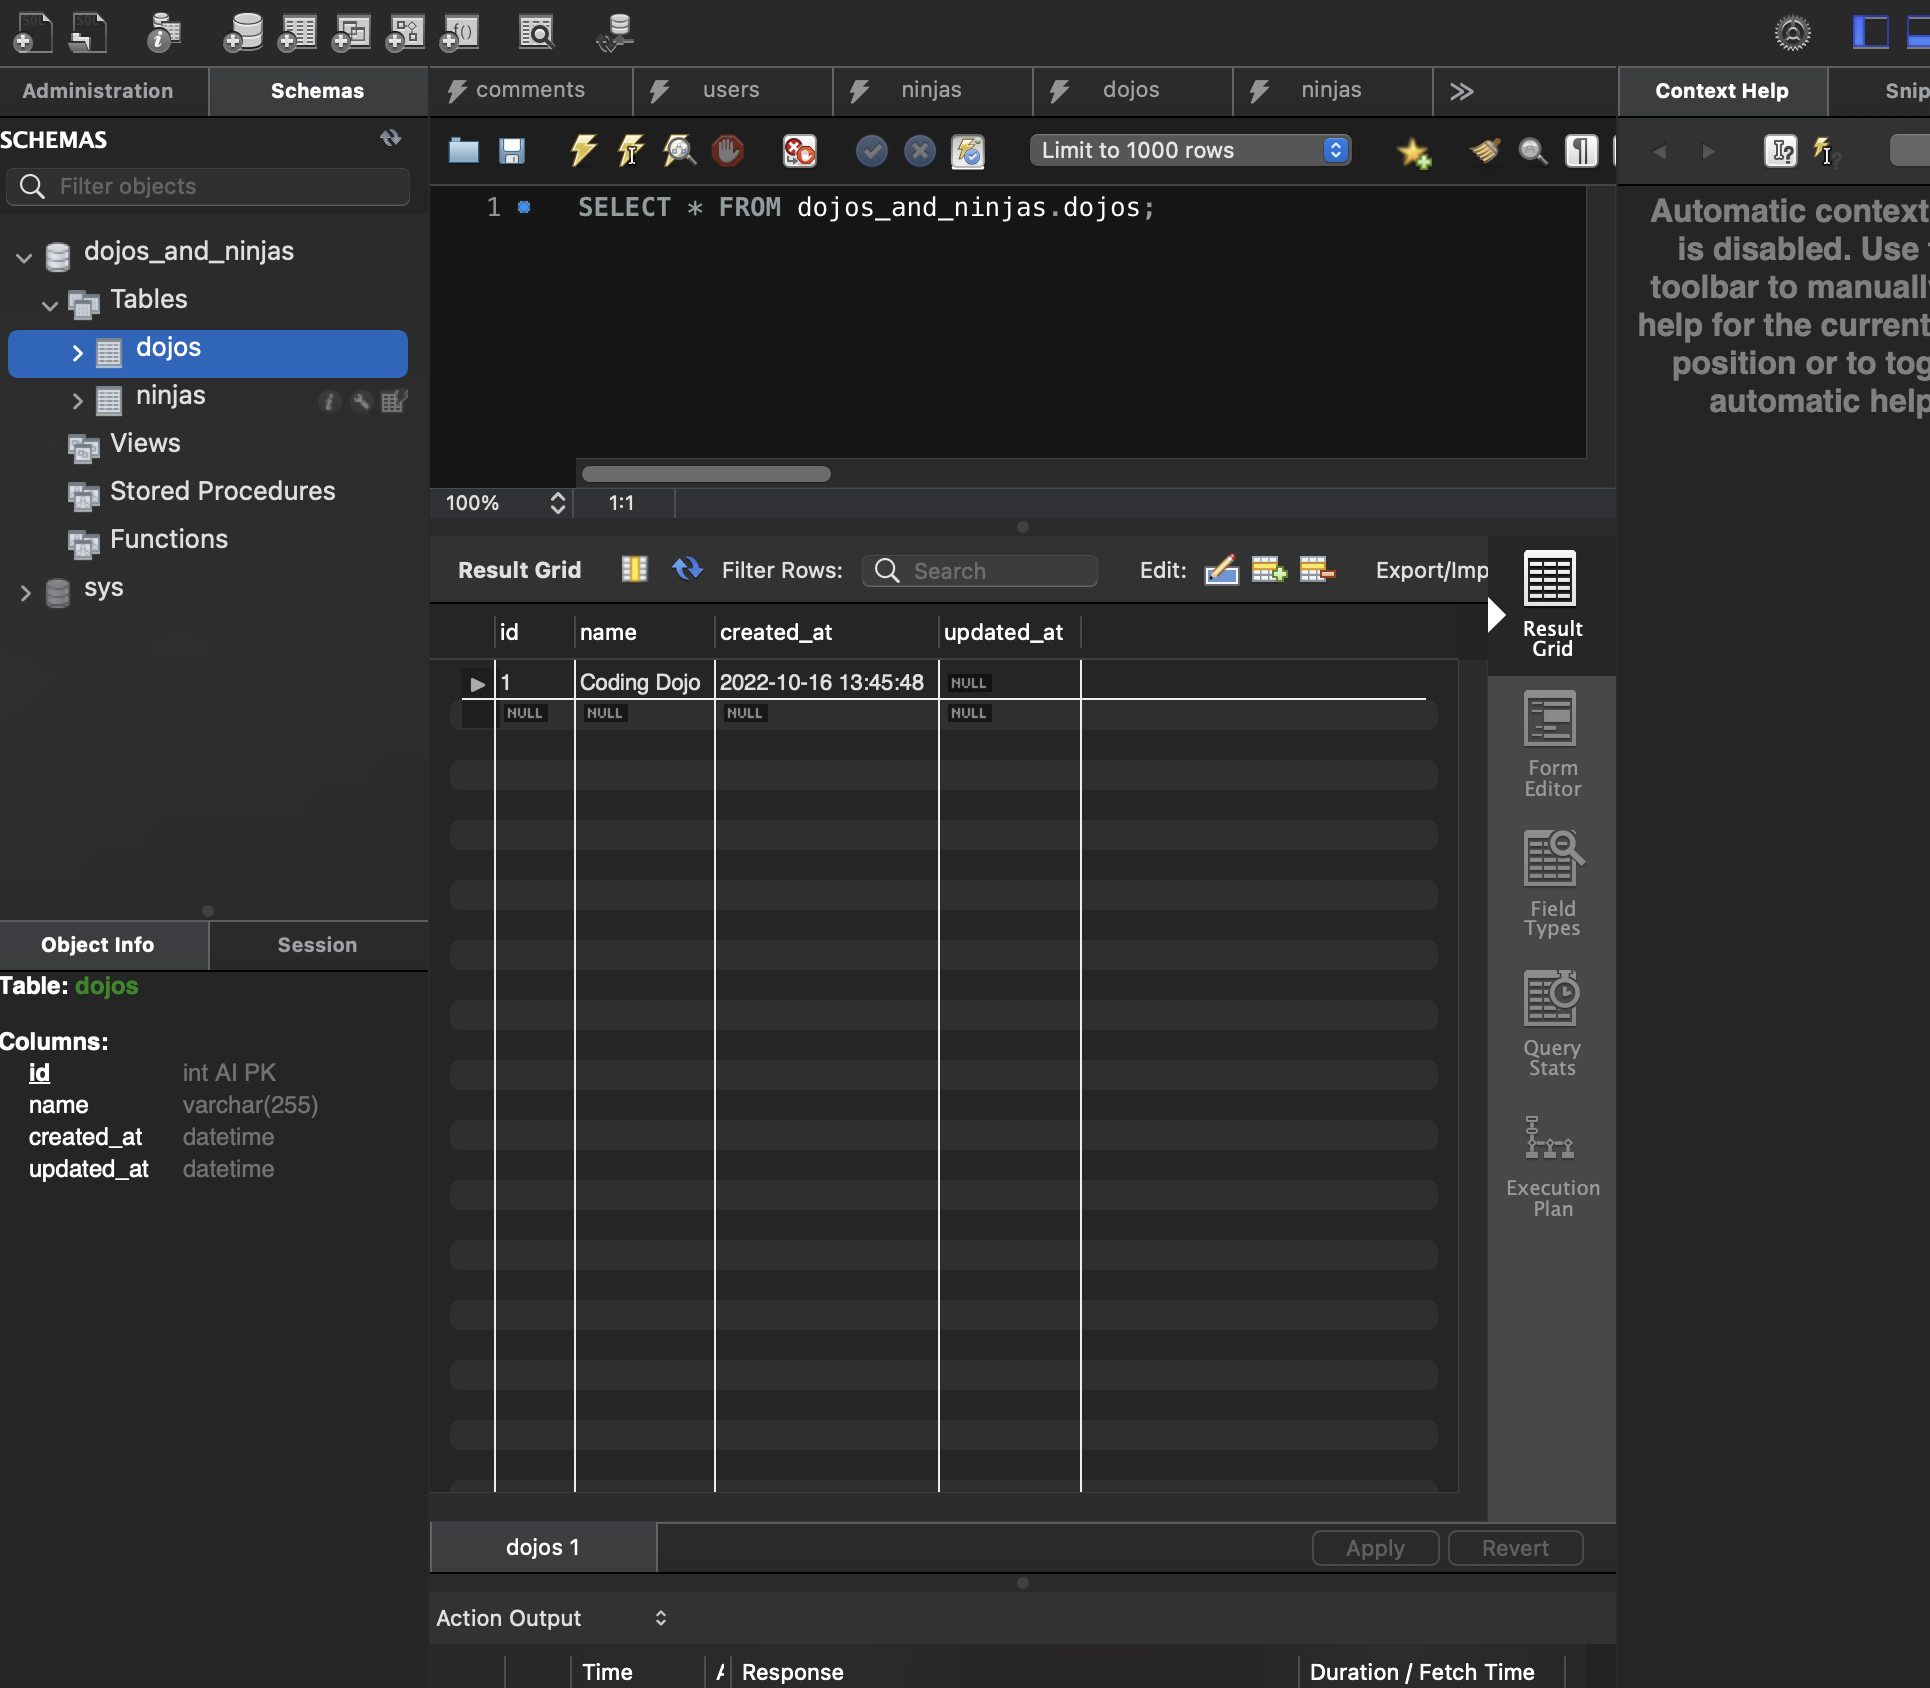 Administration
Schemas
comments
users
ninjas
dojos
ninjas
Context Help
Snip
SCHEMAS
Filter objects
Limit to 1000 rows
1
SELECT * FROM dojos_and_ninjas.dojos;
Automatic context
is disabled. Use
toolbar to manually
help for the current
position or to tog
automatic help
dojos_and_ninjas
Tables
dojos
ninjas
Views
Stored Procedures
Functions
sys
100%
1:1
Result Grid
Filter Rows:
Search
Edit:
Export/Imp
id
name
created_at
updated_at
1
Coding Dojo
2022-10-16 13:45:48
NULL
NULL
NULL
NULL
NULL
Result
Grid
Form
Editor
Field
Types
Query
Stats
Execution
Plan
Object Info
Session
Table: dojos
Columns:
id int AI PK
name varchar(255)
created_at datetime
updated_at datetime
dojos 1
Apply
Revert
Action Output
Time
Response
Duration / Fetch Time